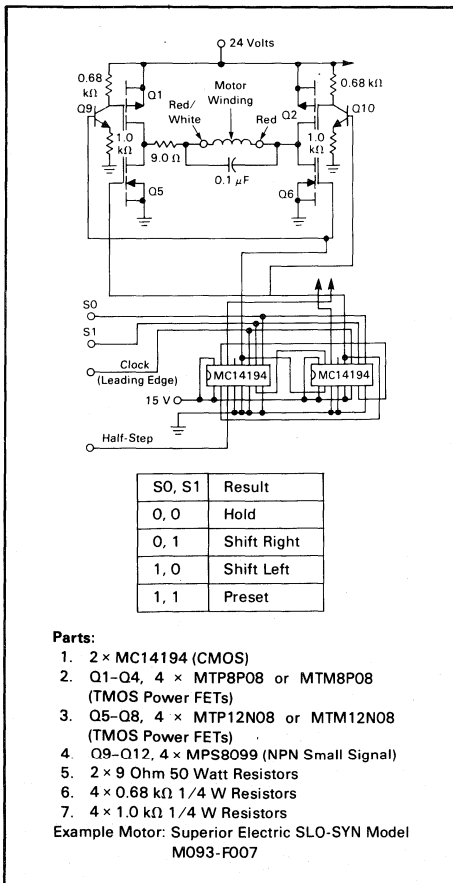 24 Volts
0.68 kΩ
Q1
Q9
1.0 kΩ
Q5
Red/White
Motor Winding
Red
9.0 Ω
0.1 µF
Q2
0.68 kΩ
Q10
1.0 kΩ
Q6
S0
S1
Clock
(Leading Edge)
MC14194
MC14194
15 V
Half-Step
S0, S1 Result
0, 0 Hold
0, 1 Shift Right
1, 0 Shift Left
1, 1 Preset
Parts:
1. 2 × MC14194 (CMOS)
2. Q1–Q4, 4 × MTP8P08 or MTM8P08
(TMOS Power FETs)
3. Q5–Q8, 4 × MTP12N08 or MTM12N08
(TMOS Power FETs)
4. Q9–Q12, 4 × MPS8099 (NPN Small Signal)
5. 2 × 9 Ohm 50 Watt Resistors
6. 4 × 0.68 kΩ 1/4 W Resistors
7. 4 × 1.0 kΩ 1/4 W Resistors
Example Motor: Superior Electric SLO-SYN Model
M093-F007